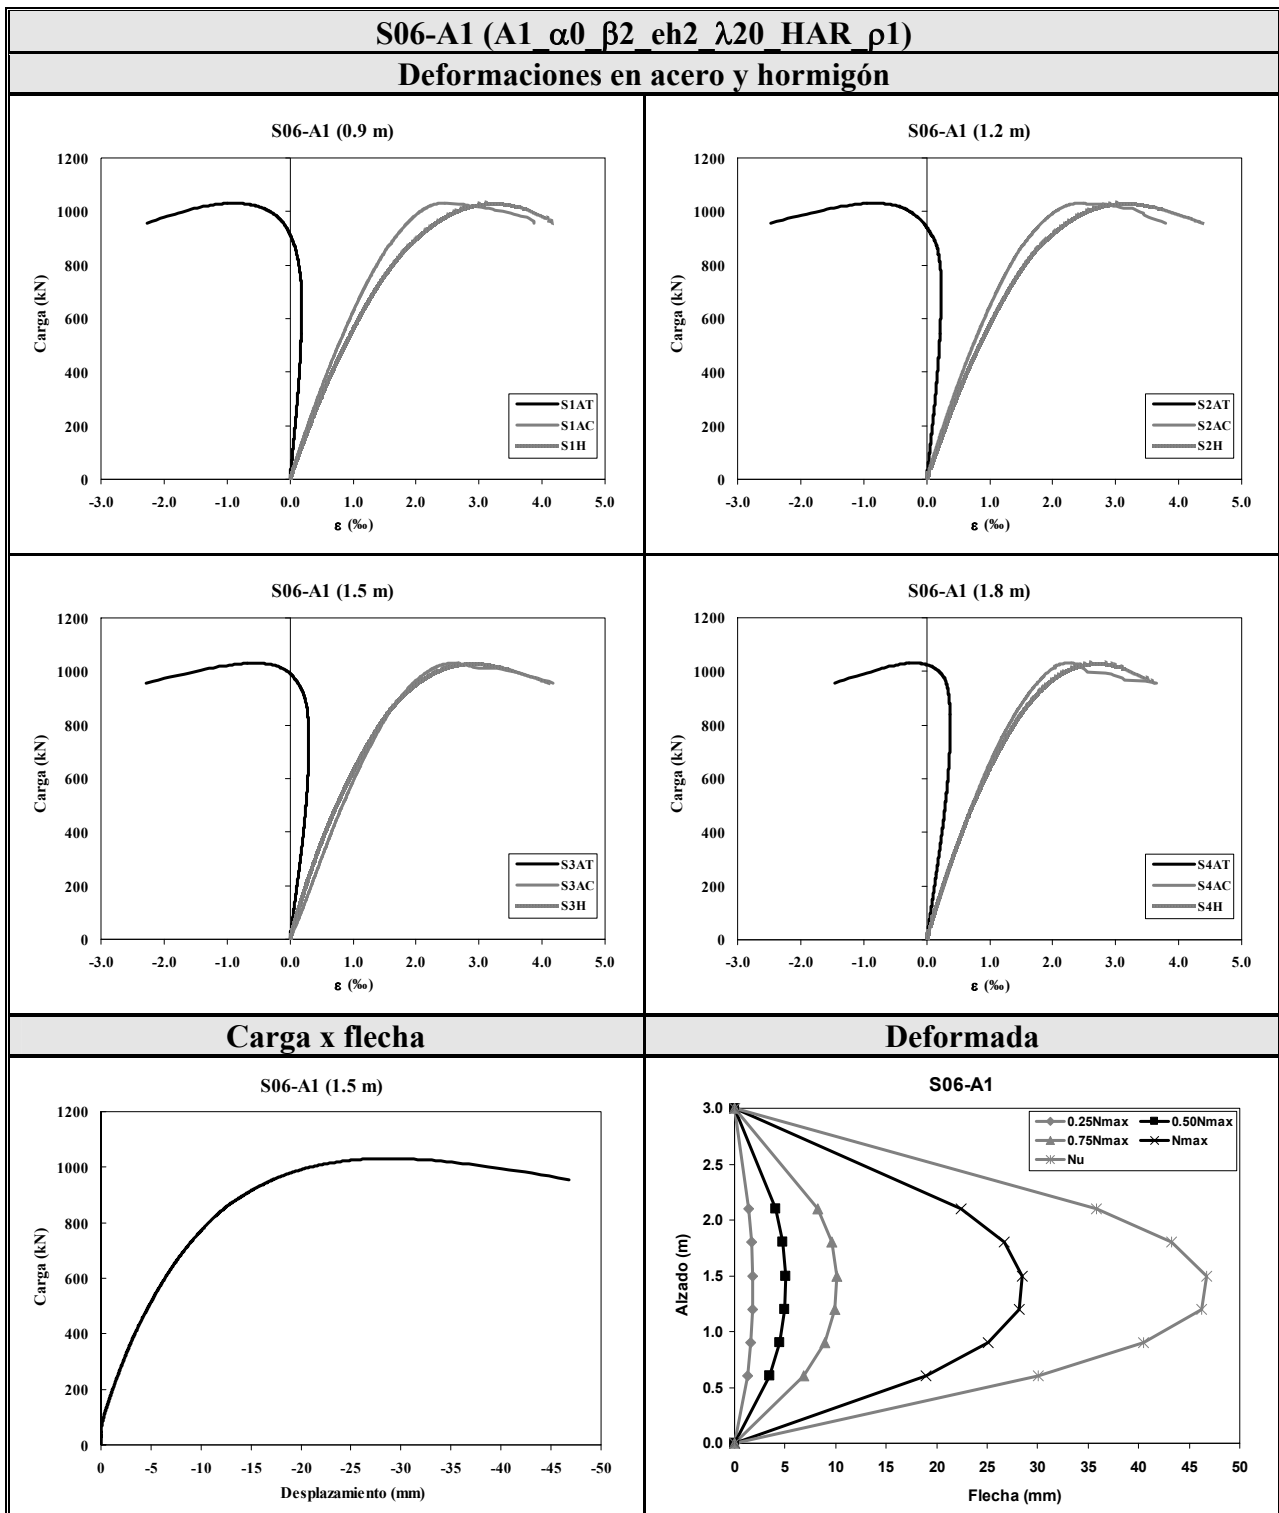 S06-A1 (A1_α0_β2_eh2_λ20_HAR_ρ1)
Deformaciones en acero y hormigón
S06-A1 (0.9 m)
1200
1000
800
600
400
200
0
Carga (kN)
-3.0 -2.0 -1.0 0.0 1.0 2.0 3.0 4.0 5.0
ε (‰)
S1AT
S1AC
S1H
S06-A1 (1.2 m)
1200
1000
800
600
400
200
0
Carga (kN)
-3.0 -2.0 -1.0 0.0 1.0 2.0 3.0 4.0 5.0
ε (‰)
S2AT
S2AC
S2H
S06-A1 (1.5 m)
1200
1000
800
600
400
200
0
Carga (kN)
-3.0 -2.0 -1.0 0.0 1.0 2.0 3.0 4.0 5.0
ε (‰)
S3AT
S3AC
S3H
S06-A1 (1.8 m)
1200
1000
800
600
400
200
0
Carga (kN)
-3.0 -2.0 -1.0 0.0 1.0 2.0 3.0 4.0 5.0
ε (‰)
S4AT
S4AC
S4H
Carga x flecha
S06-A1 (1.5 m)
1200
1000
800
600
400
200
0
Carga (kN)
0 -5 -10 -15 -20 -25 -30 -35 -40 -45 -50
Desplazamiento (mm)
Deformada
S06-A1
3.0
2.5
2.0
1.5
1.0
0.5
0.0
Alzado (m)
0.25Nmax 0.50Nmax
0.75Nmax Nmax
Nu
0 5 10 15 20 25 30 35 40 45 50
Flecha (mm)